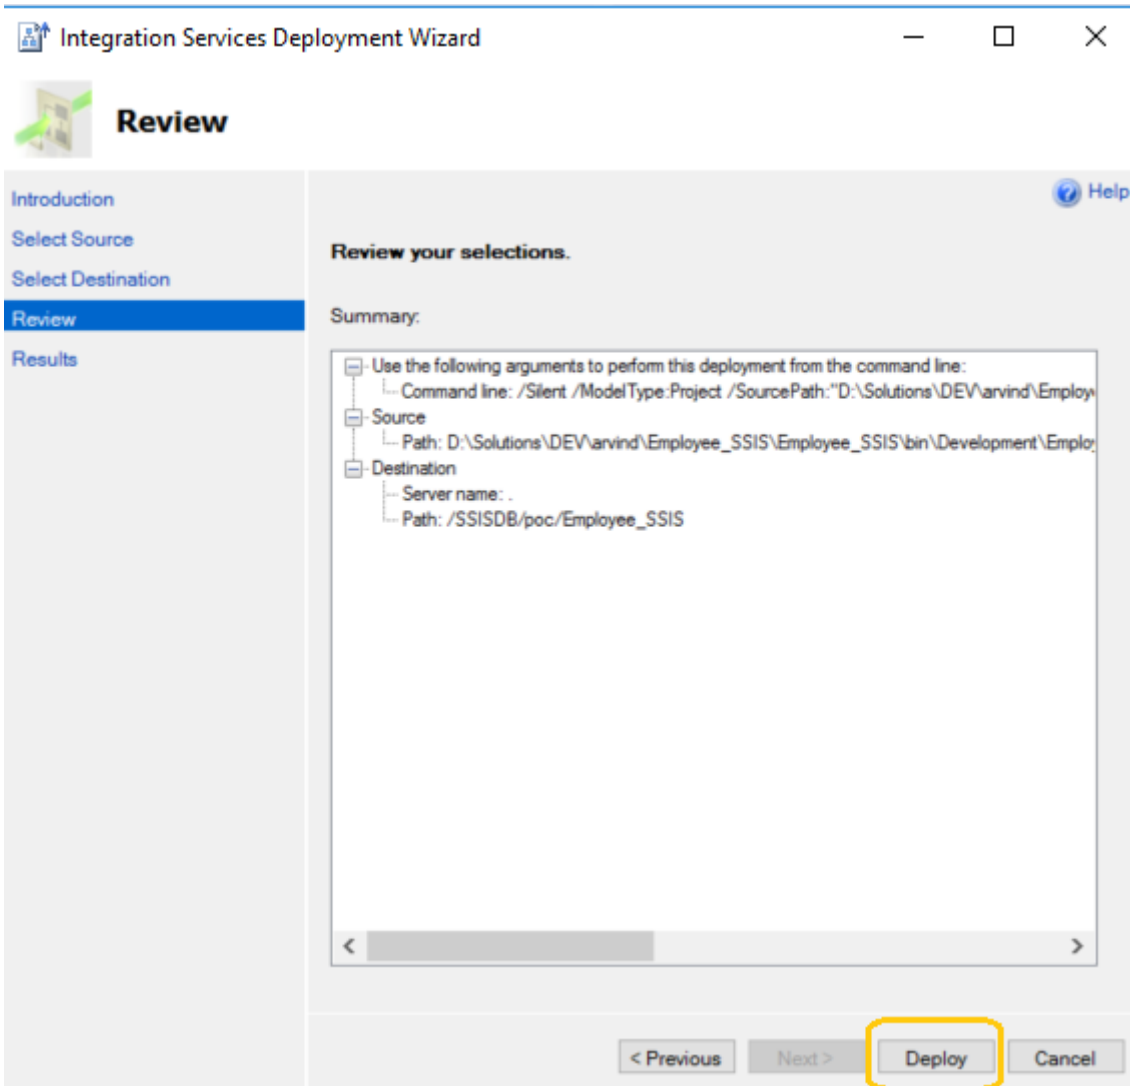 Integration Services Deployment Wizard
Review
Introduction
Select Source
Select Destination
Review
Results
Help
Review your selections.
Summary:
Use the following arguments to perform this deployment from the command line:
Command line: /Silent /ModelType:Project /SourcePath:"D:\Solutions\DEV\arvind\Employ
Source
Path: D:\Solutions\DEV\arvind\Employee_SSIS\Employee_SSIS\bin\Development\Emplo
Destination
Server name: .
Path: /SSISDB/poc/Employee_SSIS
< Previous
Next >
Deploy
Cancel